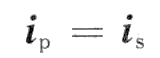 i_p = i_s